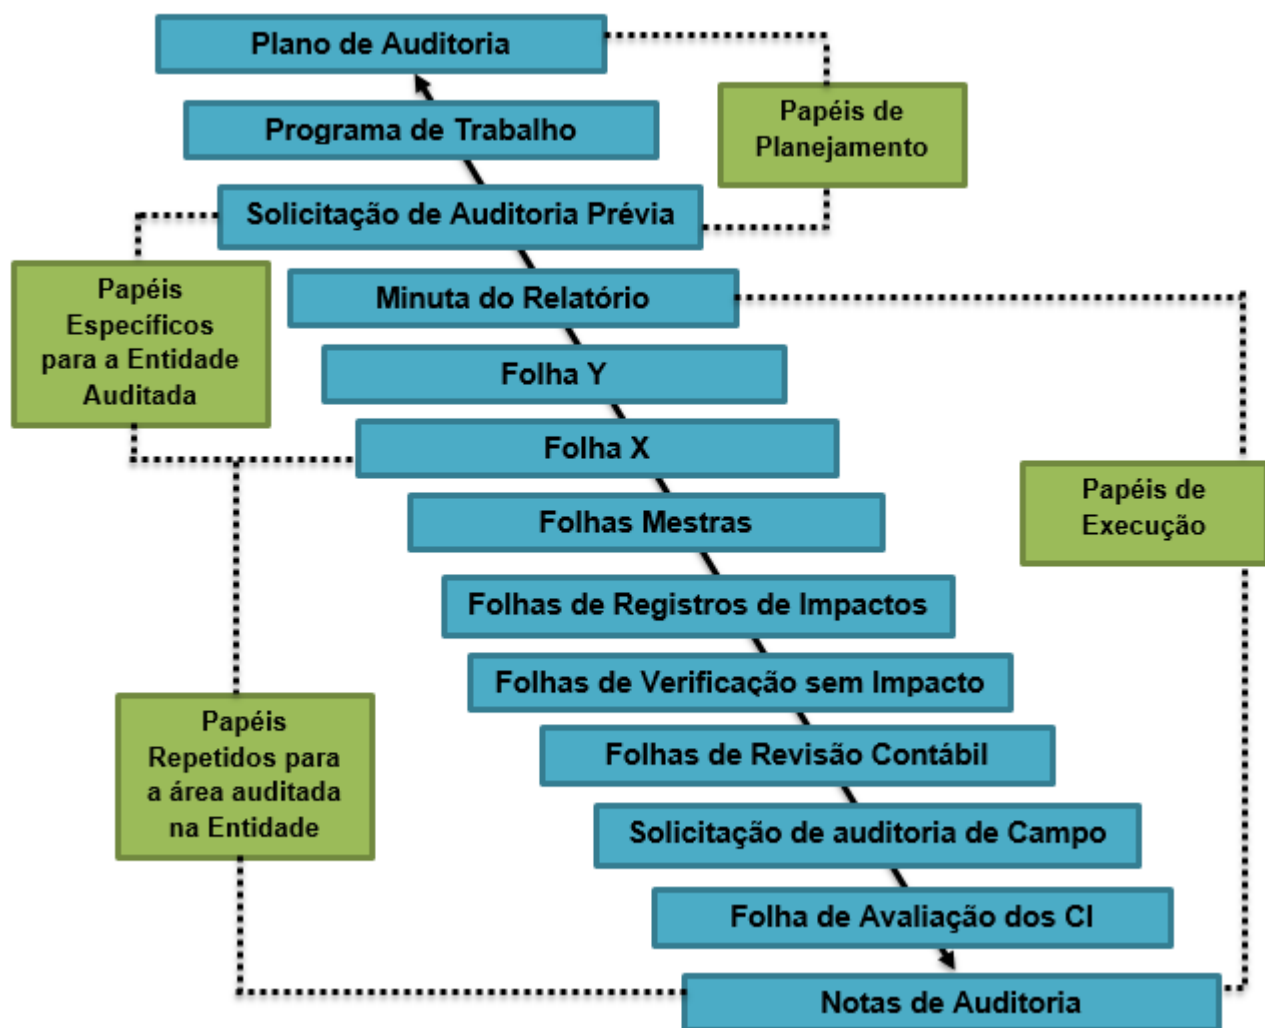 Plano de Auditoria
Programa de Trabalho
Papéis de
Planejamento
Solicitação de Auditoria Prévia
Papéis
Específicos
para a Entidade
Auditada
Minuta do Relatório
Folha Y
Folha X
Folhas Mestras
Papéis de
Execução
Folhas de Registros de Impactos
Folhas de Verificação sem Impacto
Papéis
Repetidos para
a área auditada
na Entidade
Folhas de Revisão Contábil
Solicitação de auditoria de Campo
Folha de Avaliação dos CI
Notas de Auditoria